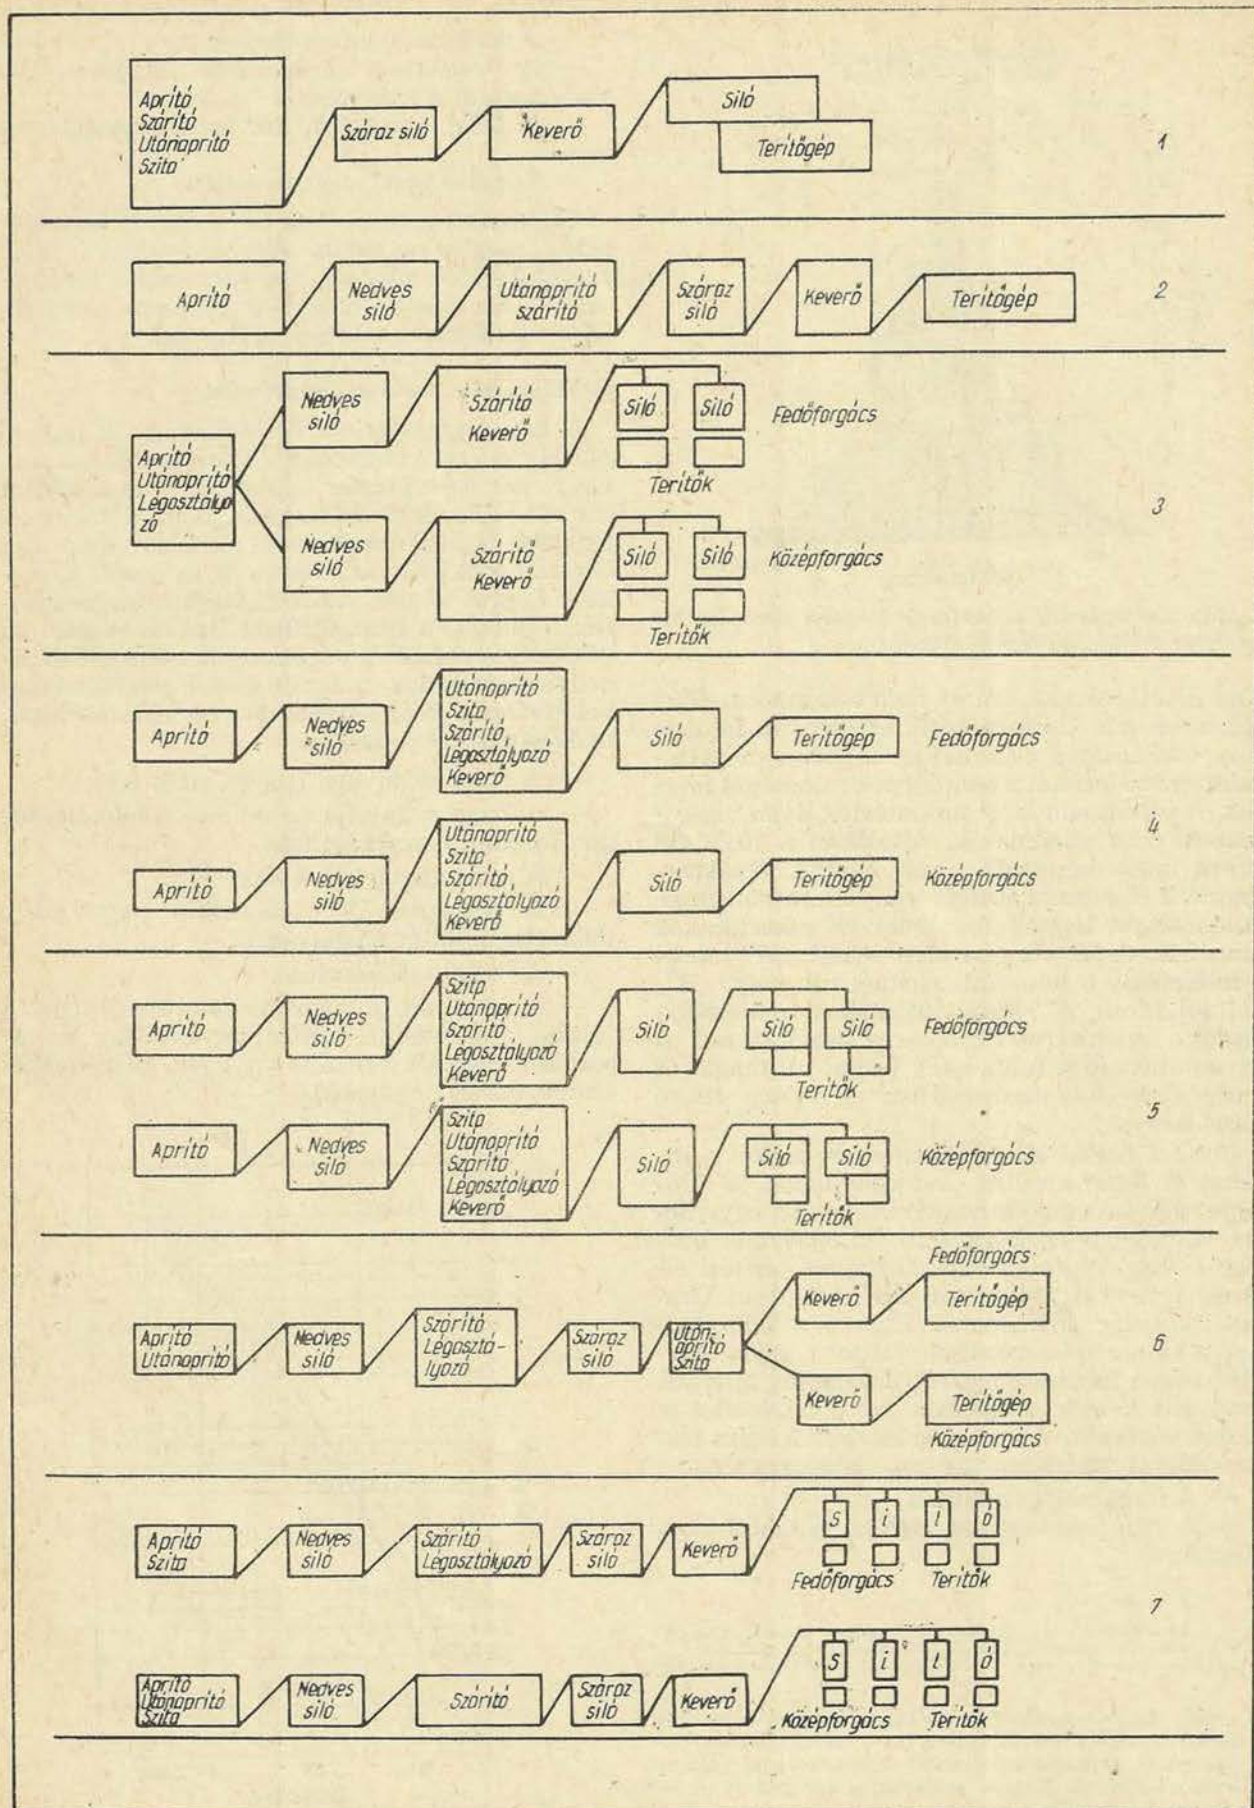 Aprító
Szárító
Utánaprító
Szita
Száraz siló
Keverő
Siló
Terítőgép
1
Aprító
Nedves
siló
Utánaprító
szárító
Száraz
siló
Keverő
Terítőgép
2
Aprító
Utánaprító
Légosztályo
zó
Nedves
siló
Szárító
Keverő
Siló
Siló
Fedőforgács
Terítők
3
Nedves
siló
Szárító
Keverő
Siló
Siló
Középforgács
Terítők
Aprító
Nedves
siló
Utánaprító
Szita
Szárító
Légosztályozó
Keverő
Siló
Terítőgép
Fedőforgács
4
Aprító
Nedves
siló
Utánaprító
Szita
Szárító
Légosztályozó
Keverő
Siló
Terítőgép
Középforgács
Aprító
Nedves
siló
Szita
Utánaprító
Szárító
Légosztályozó
Keverő
Siló
Siló
Siló
Fedőforgács
Terítők
5
Aprító
Nedves
siló
Szita
Utánaprító
Szárító
Légosztályozó
Keverő
Siló
Siló
Siló
Középforgács
Terítők
Aprító
Utánaprító
Nedves
siló
Szárító
Légosztá-
lyozó
Száraz
siló
Után-
aprító
Szita
Keverő
Fedőforgács
Terítőgép
6
Keverő
Terítőgép
Középforgács
Aprító
Szita
Nedves
siló
Szárító
Légosztályozó
Száraz
siló
Keverő
S i l ó
Fedőforgács Terítők
7
Aprító
Utánaprító
Szita
Nedves
siló
Szárító
Száraz
siló
Keverő
S i l ó
Középforgács Terítők